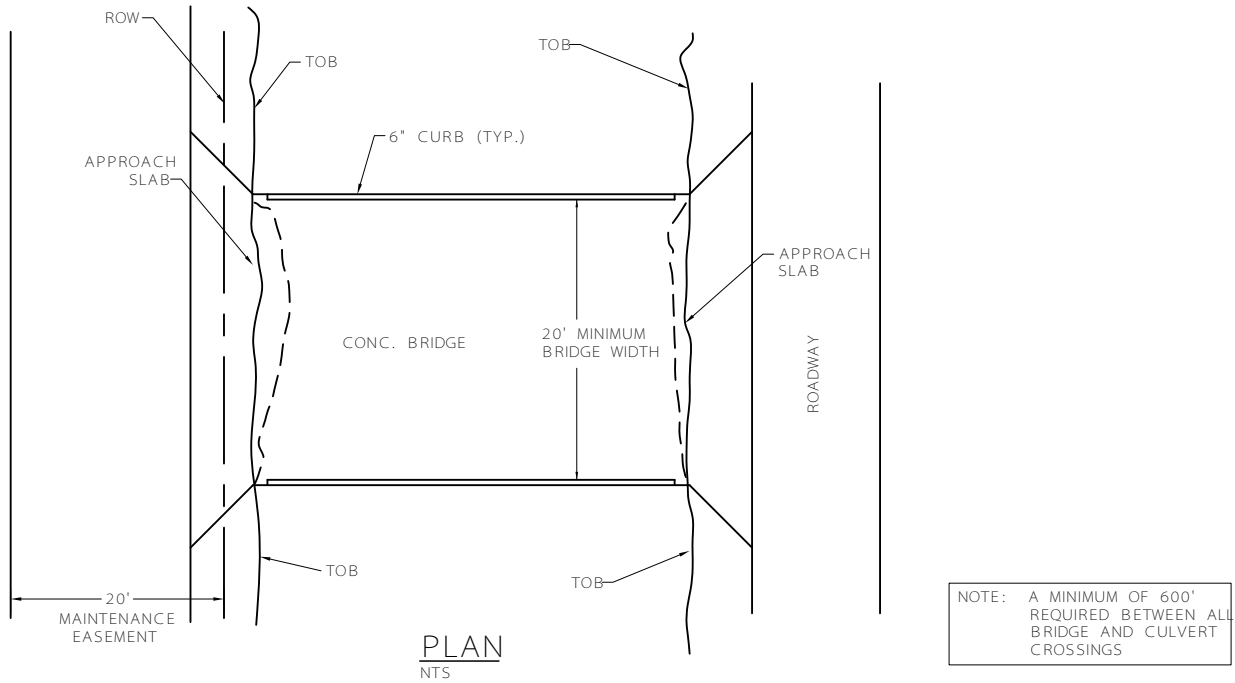 ROW
TOB
TOB
6" CURB (TYP.)
APPROACH
SLAB
APPROACH
SLAB
CONC. BRIDGE
20' MINIMUM
BRIDGE WIDTH
ROADWAY
TOB
TOB
20'
MAINTENANCE
EASEMENT
PLAN
NTS
NOTE: A MINIMUM OF 600'
REQUIRED BETWEEN ALL
BRIDGE AND CULVERT
CROSSINGS